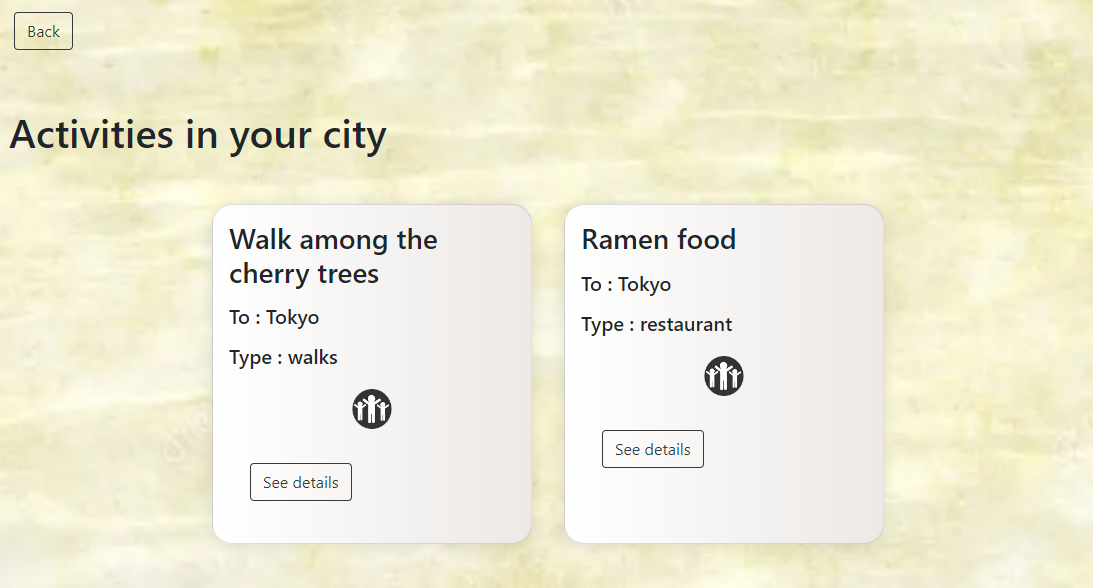 Back
Activities in your city
Walk among the
cherry trees
To : Tokyo
Type : walks
See details
Ramen food
To : Tokyo
Type : restaurant
See details